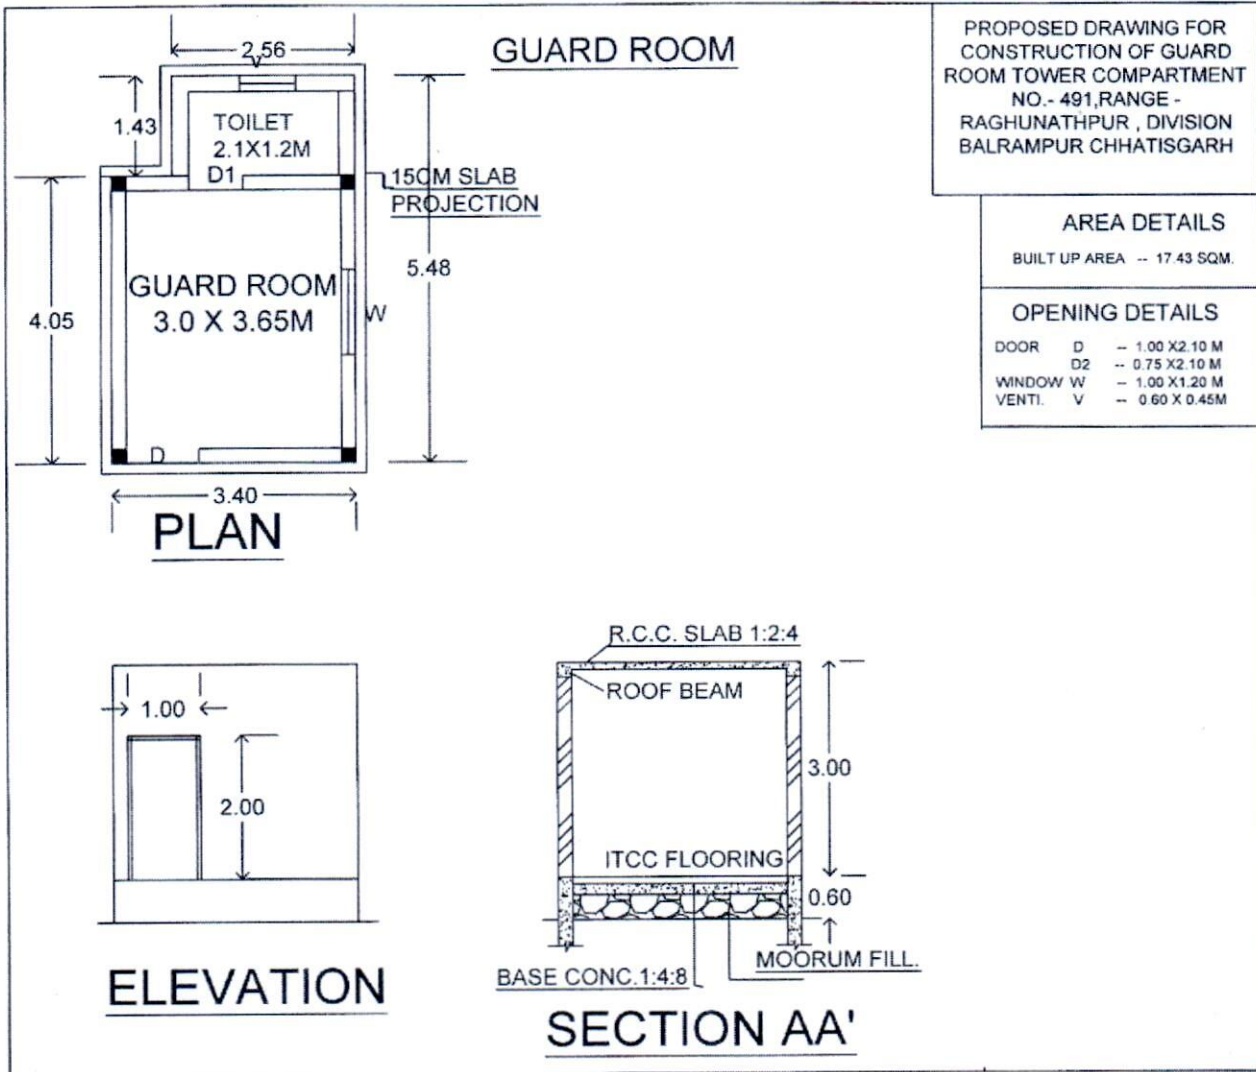 GUARD ROOM
2.56
V
1.43
TOILET
2.1X1.2M
D1
15CM SLAB
PROJECTION
GUARD ROOM
3.0 X 3.65M
W
4.05
5.48
D
3.40
PLAN
PROPOSED DRAWING FOR
CONSTRUCTION OF GUARD
ROOM TOWER COMPARTMENT
NO.- 491,RANGE -
RAGHUNATHPUR , DIVISION
BALRAMPUR CHHATISGARH
AREA DETAILS
BUILT UP AREA -- 17.43 SQM.
OPENING DETAILS
DOOR D -- 1.00 X2.10 M
D2 -- 0.75 X2.10 M
WINDOW W -- 1.00 X1.20 M
VENTI. V -- 0.60 X 0.45M
1.00
2.00
ELEVATION
R.C.C. SLAB 1:2:4
ROOF BEAM
3.00
ITCC FLOORING
0.60
MOORUM FILL.
BASE CONC.1:4:8
SECTION AA'